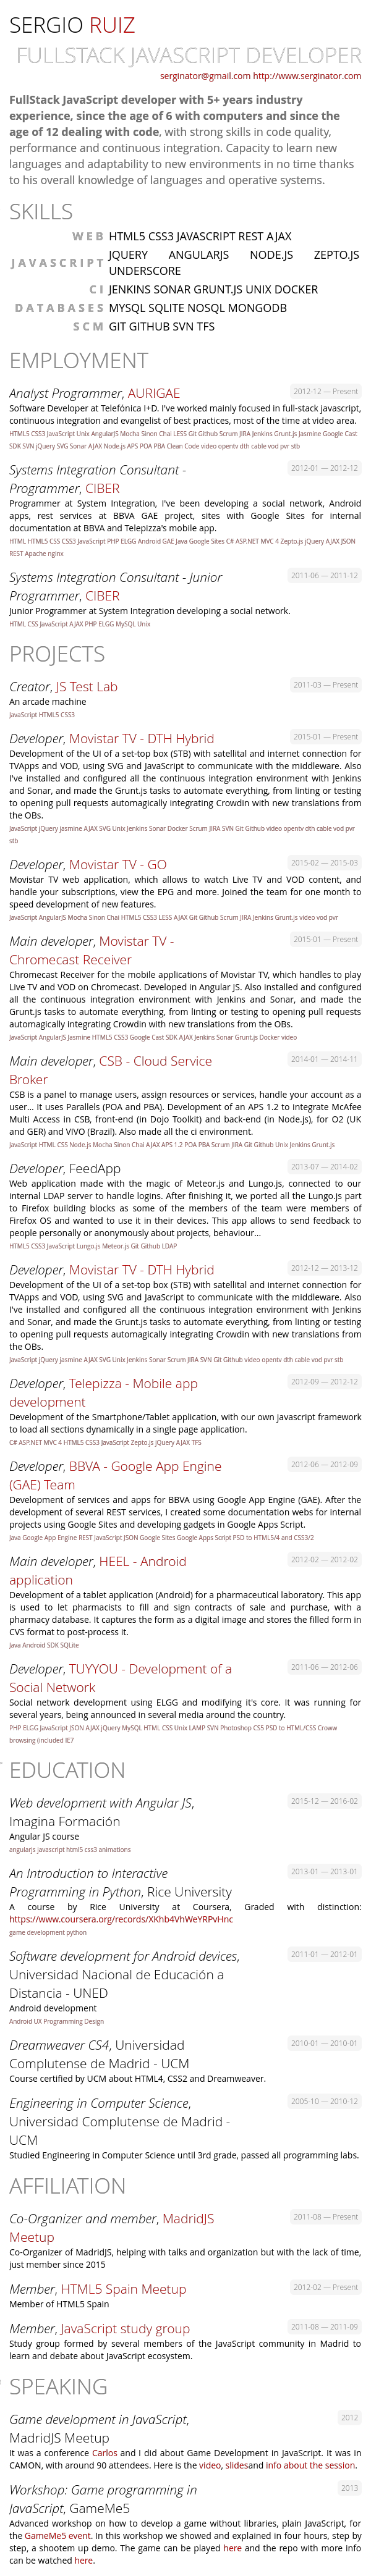 SERGIO RUIZ
FULLSTACK JAVASCRIPT DEVELOPER
serginator@gmail.com http://www.serginator.com
FullStack JavaScript developer with 5+ years industry
experience, since the age of 6 with computers and since the
age of 12 dealing with code, with strong skills in code quality,
performance and continuous integration. Capacity to learn new
languages and adaptability to new environments in no time thanks
to his overall knowledge of languages and operative systems.
SKILLS
WEB HTML5 CSS3 JAVASCRIPT REST AJAX
JAVASCRIPT JQUERY ANGULARJS NODE.JS ZEPTO.JS
UNDERSCORE
CI JENKINS SONAR GRUNT.JS UNIX DOCKER
DATABASES MYSQL SQLITE NOSQL MONGODB
SCM GIT GITHUB SVN TFS
EMPLOYMENT
Analyst Programmer, AURIGAE 2012-12 — Present
Software Developer at Telefónica I+D. I've worked mainly focused in full-stack Javascript,
continuous integration and evangelist of best practices, most of the time at video area.
HTML5 CSS3 JavaScript Unix AngularJS Mocha Sinon Chai LESS Git Github Scrum JIRA Jenkins Grunt.js Jasmine Google Cast
SDK SVN jQuery SVG Sonar AJAX Node.js APS POA PBA Clean Code video opentv dth cable vod pvr stb
Systems Integration Consultant - 2012-01 — 2012-12
Programmer, CIBER
Programmer at System Integration, I've been developing a social network, Android
apps, rest services at BBVA GAE project, sites with Google Sites for internal
documentation at BBVA and Telepizza's mobile app.
HTML HTML5 CSS CSS3 JavaScript PHP ELGG Android GAE Java Google Sites C# ASP.NET MVC 4 Zepto.js jQuery AJAX JSON
REST Apache nginx
Systems Integration Consultant - Junior 2011-06 — 2011-12
Programmer, CIBER
Junior Programmer at System Integration developing a social network.
HTML CSS JavaScript AJAX PHP ELGG MySQL Unix
PROJECTS
Creator, JS Test Lab 2011-03 — Present
An arcade machine
JavaScript HTML5 CSS3
Developer, Movistar TV - DTH Hybrid 2015-01 — Present
Development of the UI of a set-top box (STB) with satellital and internet connection for
TVApps and VOD, using SVG and JavaScript to communicate with the middleware. Also
I've installed and configured all the continuous integration environment with Jenkins
and Sonar, and made the Grunt.js tasks to automate everything, from linting or testing
to opening pull requests automagically integrating Crowdin with new translations from
the OBs.
JavaScript jQuery jasmine AJAX SVG Unix Jenkins Sonar Docker Scrum JIRA SVN Git Github video opentv dth cable vod pvr
stb
Developer, Movistar TV - GO 2015-02 — 2015-03
Movistar TV web application, which allows to watch Live TV and VOD content, and
handle your subscriptions, view the EPG and more. Joined the team for one month to
speed development of new features.
JavaScript AngularJS Mocha Sinon Chai HTML5 CSS3 LESS AJAX Git Github Scrum JIRA Jenkins Grunt.js video vod pvr
Main developer, Movistar TV - 2015-01 — Present
Chromecast Receiver
Chromecast Receiver for the mobile applications of Movistar TV, which handles to play
Live TV and VOD on Chromecast. Developed in Angular JS. Also installed and configured
all the continuous integration environment with Jenkins and Sonar, and made the
Grunt.js tasks to automate everything, from linting or testing to opening pull requests
automagically integrating Crowdin with new translations from the OBs.
JavaScript AngularJS Jasmine HTML5 CSS3 Google Cast SDK AJAX Jenkins Sonar Grunt.js Docker video
Main developer, CSB - Cloud Service 2014-01 — 2014-11
Broker
CSB is a panel to manage users, assign resources or services, handle your account as a
user... It uses Parallels (POA and PBA). Development of an APS 1.2 to integrate McAfee
Multi Access in CSB, front-end (in Dojo Toolkit) and back-end (in Node.js), for O2 (UK
and GER) and VIVO (Brazil). Also made all the ci environment.
JavaScript HTML CSS Node.js Mocha Sinon Chai AJAX APS 1.2 POA PBA Scrum JIRA Git Github Unix Jenkins Grunt.js
Developer, FeedApp 2013-07 — 2014-02
Web application made with the magic of Meteor.js and Lungo.js, connected to our
internal LDAP server to handle logins. After finishing it, we ported all the Lungo.js part
to Firefox building blocks as some of the members of the team were members of
Firefox OS and wanted to use it in their devices. This app allows to send feedback to
people personally or anonymously about projects, behaviour...
HTML5 CSS3 JavaScript Lungo.js Meteor.js Git Github LDAP
Developer, Movistar TV - DTH Hybrid 2012-12 — 2013-12
Development of the UI of a set-top box (STB) with satellital and internet connection for
TVApps and VOD, using SVG and JavaScript to communicate with the middleware. Also
I've installed and configured all the continuous integration environment with Jenkins
and Sonar, and made the Grunt.js tasks to automate everything, from linting or testing
to opening pull requests automagically integrating Crowdin with new translations from
the OBs.
JavaScript jQuery jasmine AJAX SVG Unix Jenkins Sonar Scrum JIRA SVN Git Github video opentv dth cable vod pvr stb
Developer, Telepizza - Mobile app 2012-09 — 2012-12
development
Development of the Smartphone/Tablet application, with our own javascript framework
to load all sections dynamically in a single page application.
C# ASP.NET MVC 4 HTML5 CSS3 JavaScript Zepto.js jQuery AJAX TFS
Developer, BBVA - Google App Engine 2012-06 — 2012-09
(GAE) Team
Development of services and apps for BBVA using Google App Engine (GAE). After the
development of several REST services, I created some documentation webs for internal
projects using Google Sites and developing gadgets in Google Apps Script.
Java Google App Engine REST JavaScript JSON Google Sites Google Apps Script PSD to HTML5/4 and CSS3/2
Main developer, HEEL - Android 2012-02 — 2012-02
application
Development of a tablet application (Android) for a pharmaceutical laboratory. This app
is used to let pharmacists to fill and sign contracts of sale and purchase, with a
pharmacy database. It captures the form as a digital image and stores the filled form in
CVS format to post-process it.
Java Android SDK SQLite
Developer, TUYYOU - Development of a 2011-06 — 2012-06
Social Network
Social network development using ELGG and modifying it's core. It was running for
several years, being announced in several media around the country.
PHP ELGG JavaScript JSON AJAX jQuery MySQL HTML CSS Unix LAMP SVN Photoshop CS5 PSD to HTML/CSS Croww
browsing (included IE7
EDUCATION
Web development with Angular JS, 2015-12 — 2016-02
Imagina Formación
Angular JS course
angularjs javascript html5 css3 animations
An Introduction to Interactive 2013-01 — 2013-01
Programming in Python, Rice University
A course by Rice University at Coursera, Graded with distinction:
https://www.coursera.org/records/XKhb4VhWeYRPvHnc
game development python
Software development for Android devices, 2011-01 — 2012-01
Universidad Nacional de Educación a
Distancia - UNED
Android development
Android UX Programming Design
Dreamweaver CS4, Universidad 2010-01 — 2010-01
Complutense de Madrid - UCM
Course certified by UCM about HTML4, CSS2 and Dreamweaver.
Engineering in Computer Science, 2005-10 — 2010-12
Universidad Complutense de Madrid -
UCM
Studied Engineering in Computer Science until 3rd grade, passed all programming labs.
AFFILIATION
Co-Organizer and member, MadridJS 2011-08 — Present
Meetup
Co-Organizer of MadridJS, helping with talks and organization but with the lack of time,
just member since 2015
Member, HTML5 Spain Meetup 2012-02 — Present
Member of HTML5 Spain
Member, JavaScript study group 2011-08 — 2011-09
Study group formed by several members of the JavaScript community in Madrid to
learn and debate about JavaScript ecosystem.
SPEAKING
Game development in JavaScript, 2012
MadridJS Meetup
It was a conference Carlos and I did about Game Development in JavaScript. It was in
CAMON, with around 90 attendees. Here is the video, slidesand info about the session.
Workshop: Game programming in 2013
JavaScript, GameMe5
Advanced workshop on how to develop a game without libraries, plain JavaScript, for
the GameMe5 event. In this workshop we showed and explained in four hours, step by
step, a shootem up demo. The game can be played here and the repo with more info
can be watched here.